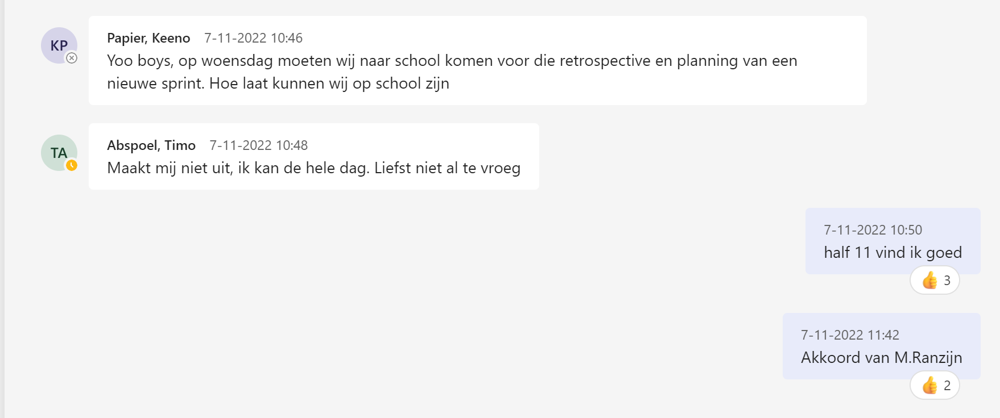 KP
Papier, Keeno 7-11-2022 10:46
Yoo boys, op woensdag moeten wij naar school komen voor die retrospective en planning van een
nieuwe sprint. Hoe laat kunnen wij op school zijn
TA
Abspoel, Timo 7-11-2022 10:48
Maakt mij niet uit, ik kan de hele dag. Liefst niet al te vroeg
7-11-2022 10:50
half 11 vind ik goed
👍 3
7-11-2022 11:42
Akkoord van M.Ranzijn
👍 2